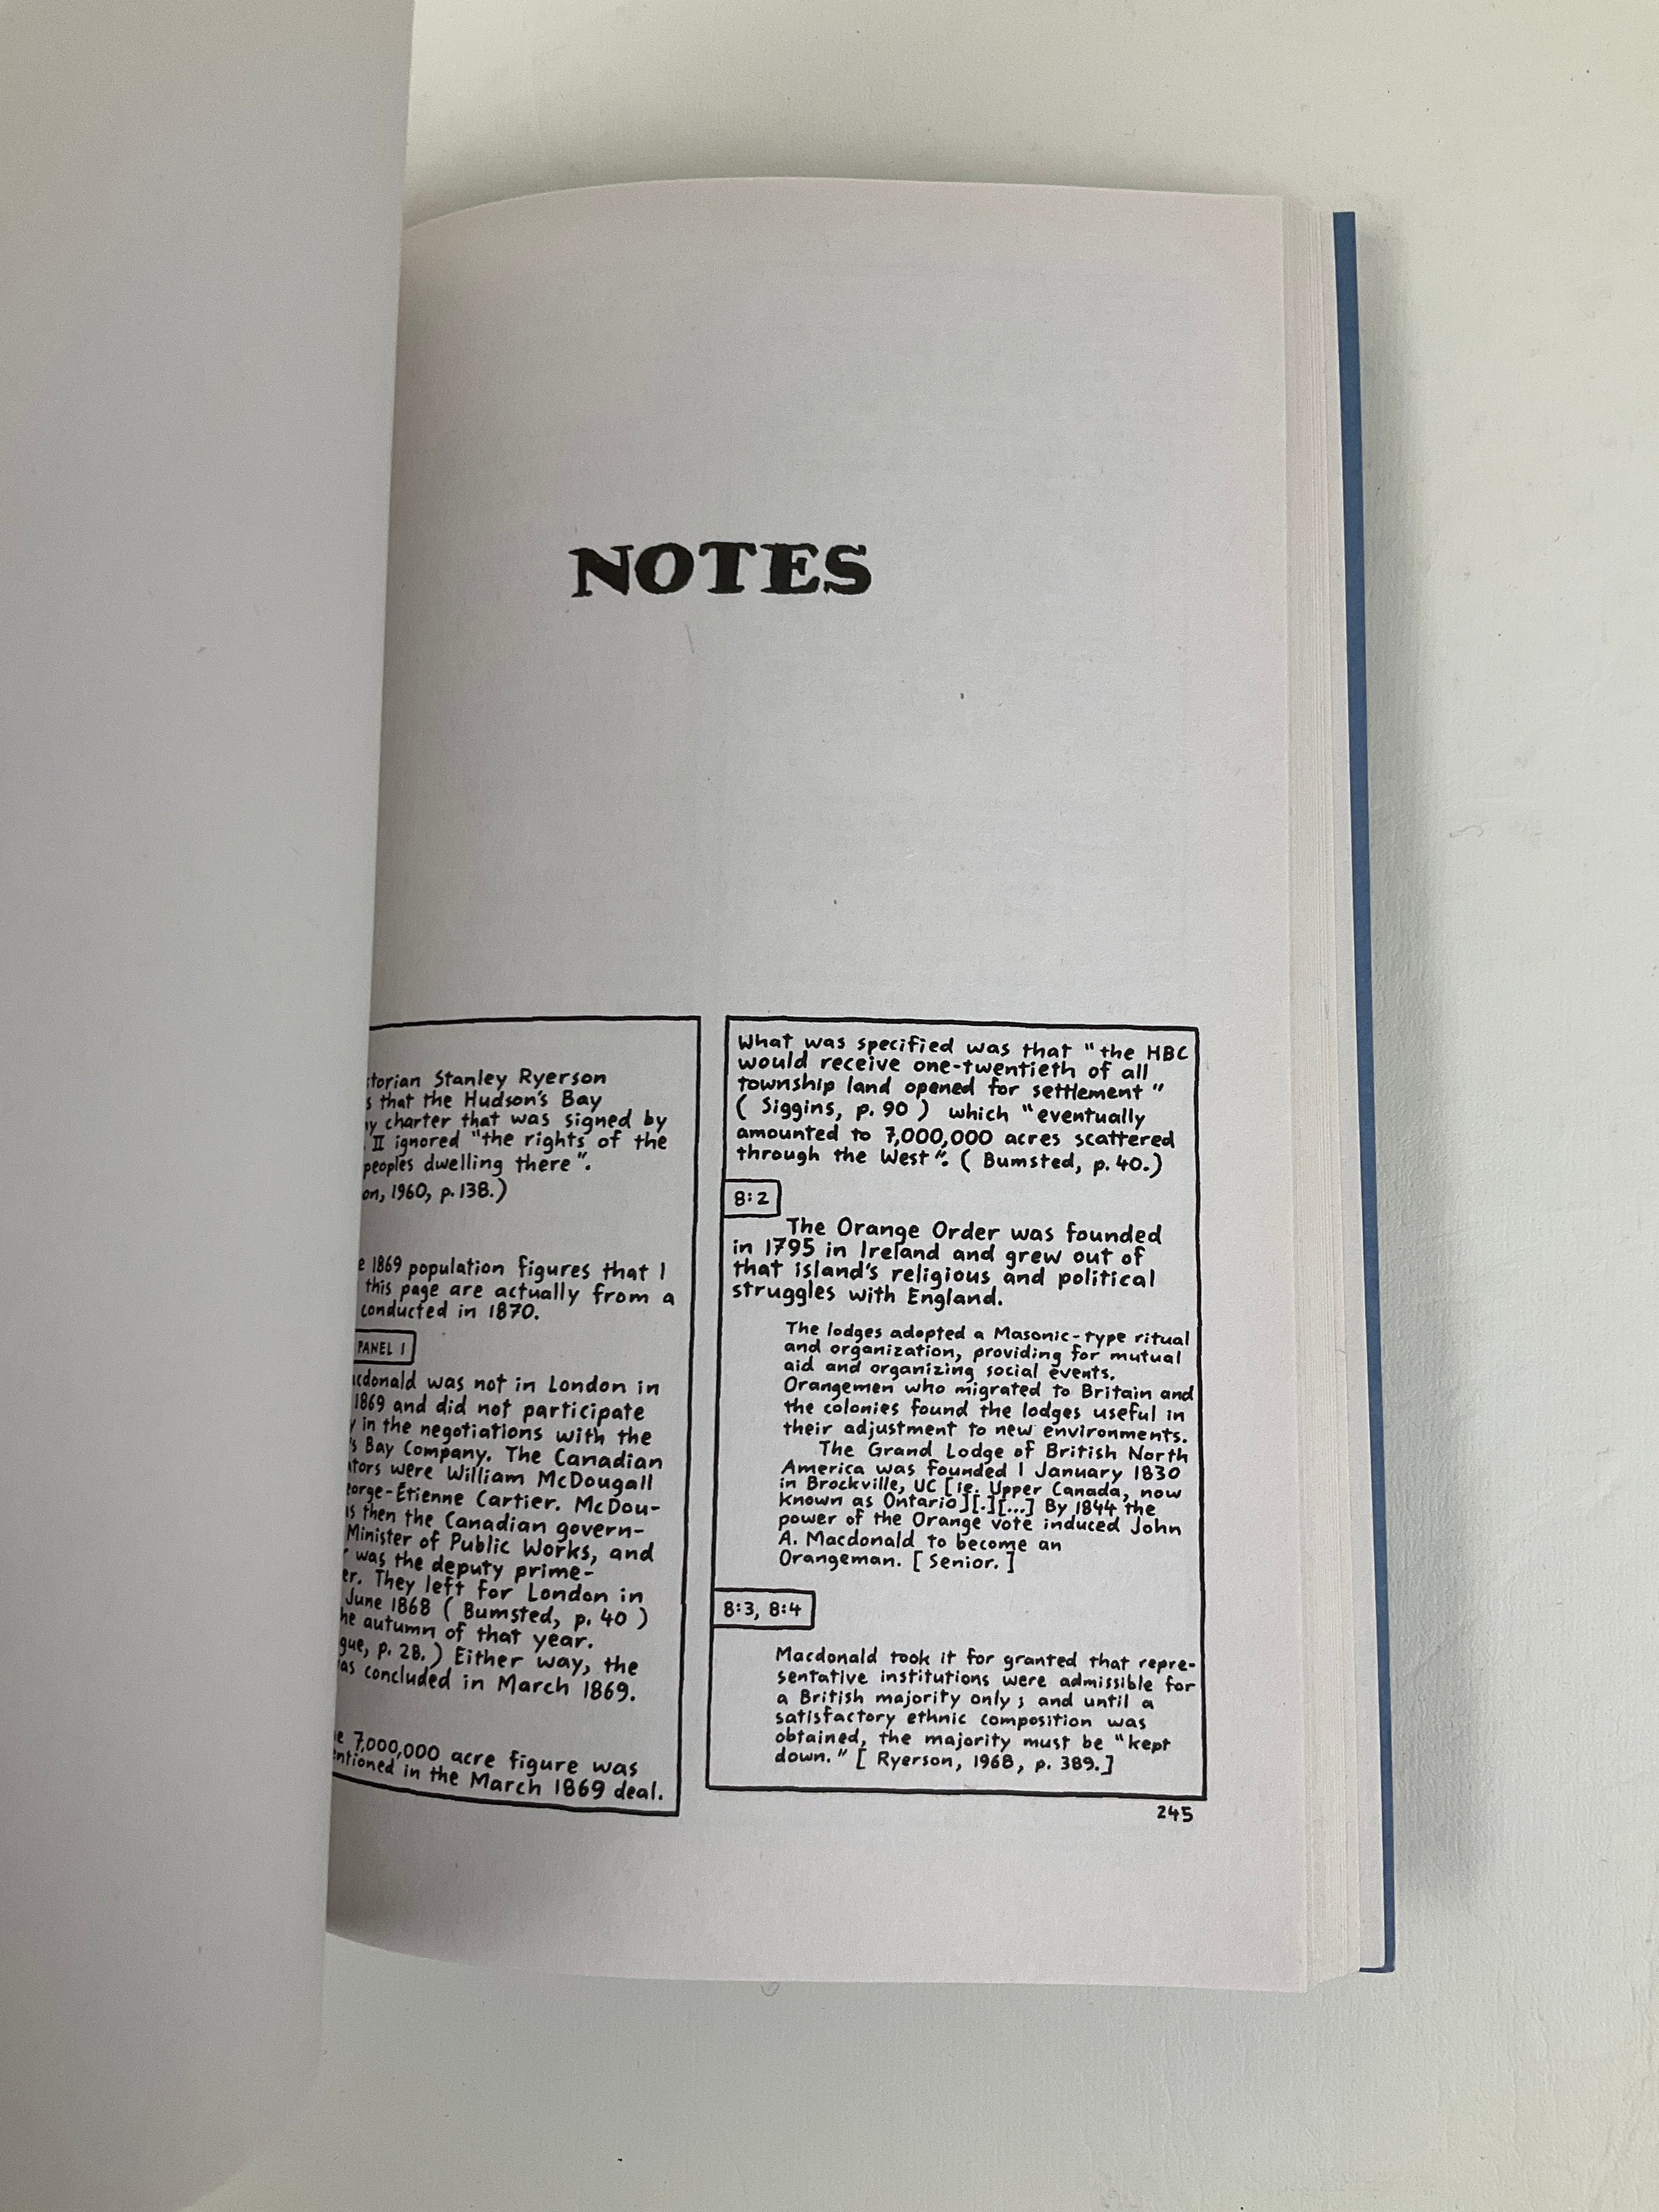 NOTES
Stanley Ryerson
that the Hudson's Bay
charter that was signed by
II ignored "the rights of the
peoples dwelling there".
1960, p. 138.)
1869 population figures that I
this page are actually from a
conducted in 1870.
PANEL 1
was not in London in
1869 and did not participate
in the negotiations with the
Bay Company. The Canadian
were William McDougall
George-Etienne Cartier. McDou-
then the Canadian govern-
Minister of Public Works, and
was the deputy prime-
They left for London in
June 1868 ( Bumsted, p. 40 )
autumn of that year.
p. 28. ) Either way, the
concluded in March 1869.
7,000,000 acre figure was
in the March 1869 deal.
What was specified was that "the HBC
would receive one-twentieth of all
township land opened for settlement"
( Siggins, p. 90 ) which "eventually
amounted to 7,000,000 acres scattered
through the West". ( Bumsted, p. 40.)
8:2
The Orange Order was founded
in 1795 in Ireland and grew out of
that island's religious and political
struggles with England.
The lodges adopted a Masonic-type ritual
and organization, providing for mutual
aid and organizing social events.
Orangemen who migrated to Britain and
the colonies found the lodges useful in
their adjustment to new environments.
The Grand Lodge of British North
America was founded 1 January 1830
in Brockville, UC [ie. Upper Canada, now
known as Ontario][.][...] By 1844 the
power of the Orange vote induced John
A. Macdonald to become an
Orangeman. [ Senior. ]
8:3, 8:4
Macdonald took it for granted that repre-
sentative institutions were admissible for
a British majority only; and until a
satisfactory ethnic composition was
obtained, the majority must be "kept
down." [ Ryerson, 1968, p. 389.]
245